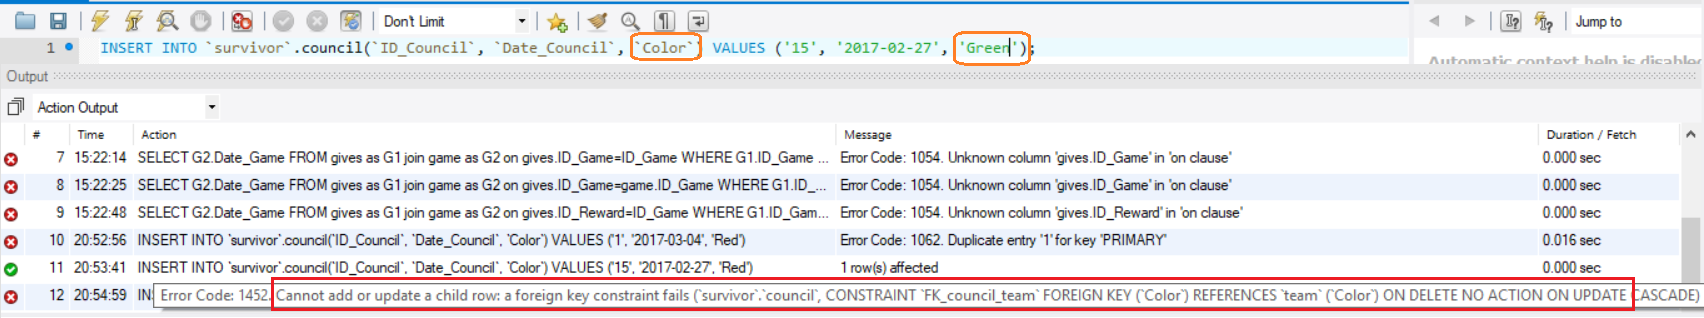 Don't Limit
Jump to
1 INSERT INTO `survivor`.council(`ID_Council`, `Date_Council`, `Color`) VALUES ('15', '2017-02-27', 'Green');
Automatic context help is disabled
Output
Action Output
# Time Action Message Duration / Fetch
7 15:22:14 SELECT G2.Date_Game FROM gives as G1 join game as G2 on gives.ID_Game=ID_Game WHERE G1.ID_Game ... Error Code: 1054. Unknown column 'gives.ID_Game' in 'on clause' 0.000 sec
8 15:22:25 SELECT G2.Date_Game FROM gives as G1 join game as G2 on gives.ID_Game=game.ID_Game WHERE G1.ID_... Error Code: 1054. Unknown column 'gives.ID_Game' in 'on clause' 0.000 sec
9 15:22:48 SELECT G2.Date_Game FROM gives as G1 join game as G2 on gives.ID_Reward=ID_Game WHERE G1.ID_Gam... Error Code: 1054. Unknown column 'gives.ID_Reward' in 'on clause' 0.000 sec
10 20:52:56 INSERT INTO `survivor`.council(`ID_Council`, `Date_Council`, `Color`) VALUES ('1', '2017-03-04', 'Red') Error Code: 1062. Duplicate entry '1' for key 'PRIMARY' 0.016 sec
11 20:53:41 INSERT INTO `survivor`.council(`ID_Council`, `Date_Council`, `Color`) VALUES ('15', '2017-02-27', 'Red') 1 row(s) affected 0.000 sec
12 20:54:59 Error Code: 1452. Cannot add or update a child row: a foreign key constraint fails (`survivor`.`council`, CONSTRAINT `FK_council_team` FOREIGN KEY (`Color`) REFERENCES `team` (`Color`) ON DELETE NO ACTION ON UPDATE CASCADE)